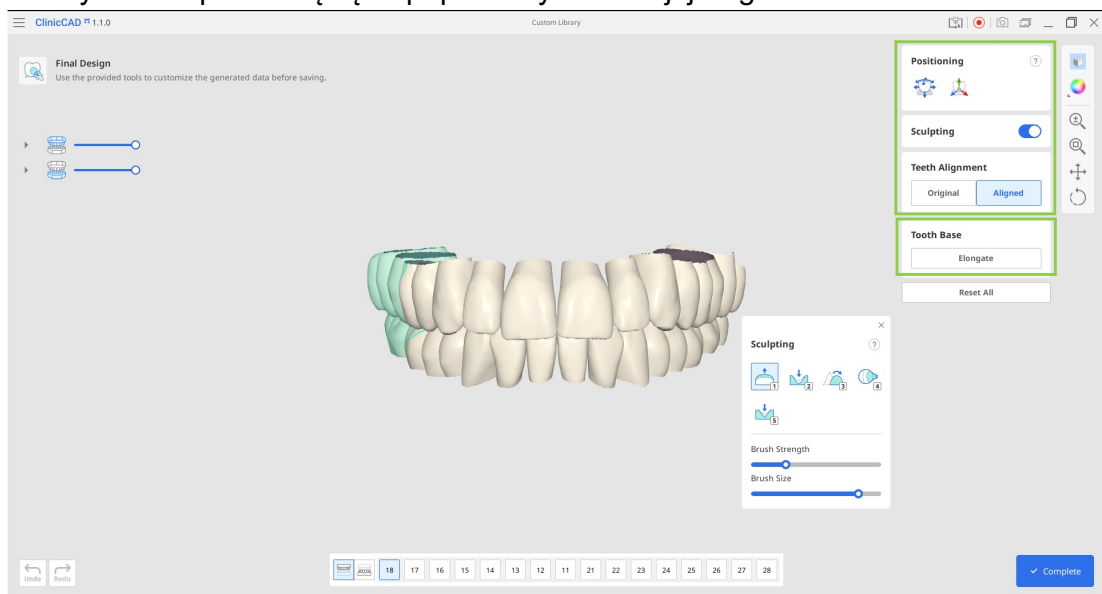 ClinicCAD 1.1.0
Custom Library
Final Design
Use the provided tools to customize the generated data before saving.
Positioning
?
Sculpting
Teeth Alignment
Original Aligned
Tooth Base
Elongate
Reset All
Sculpting
?
1 2 3 4
5
Brush Strength
Brush Size
Undo Redo
18 17 16 15 14 13 12 11 21 22 23 24 25 26 27 28
Complete